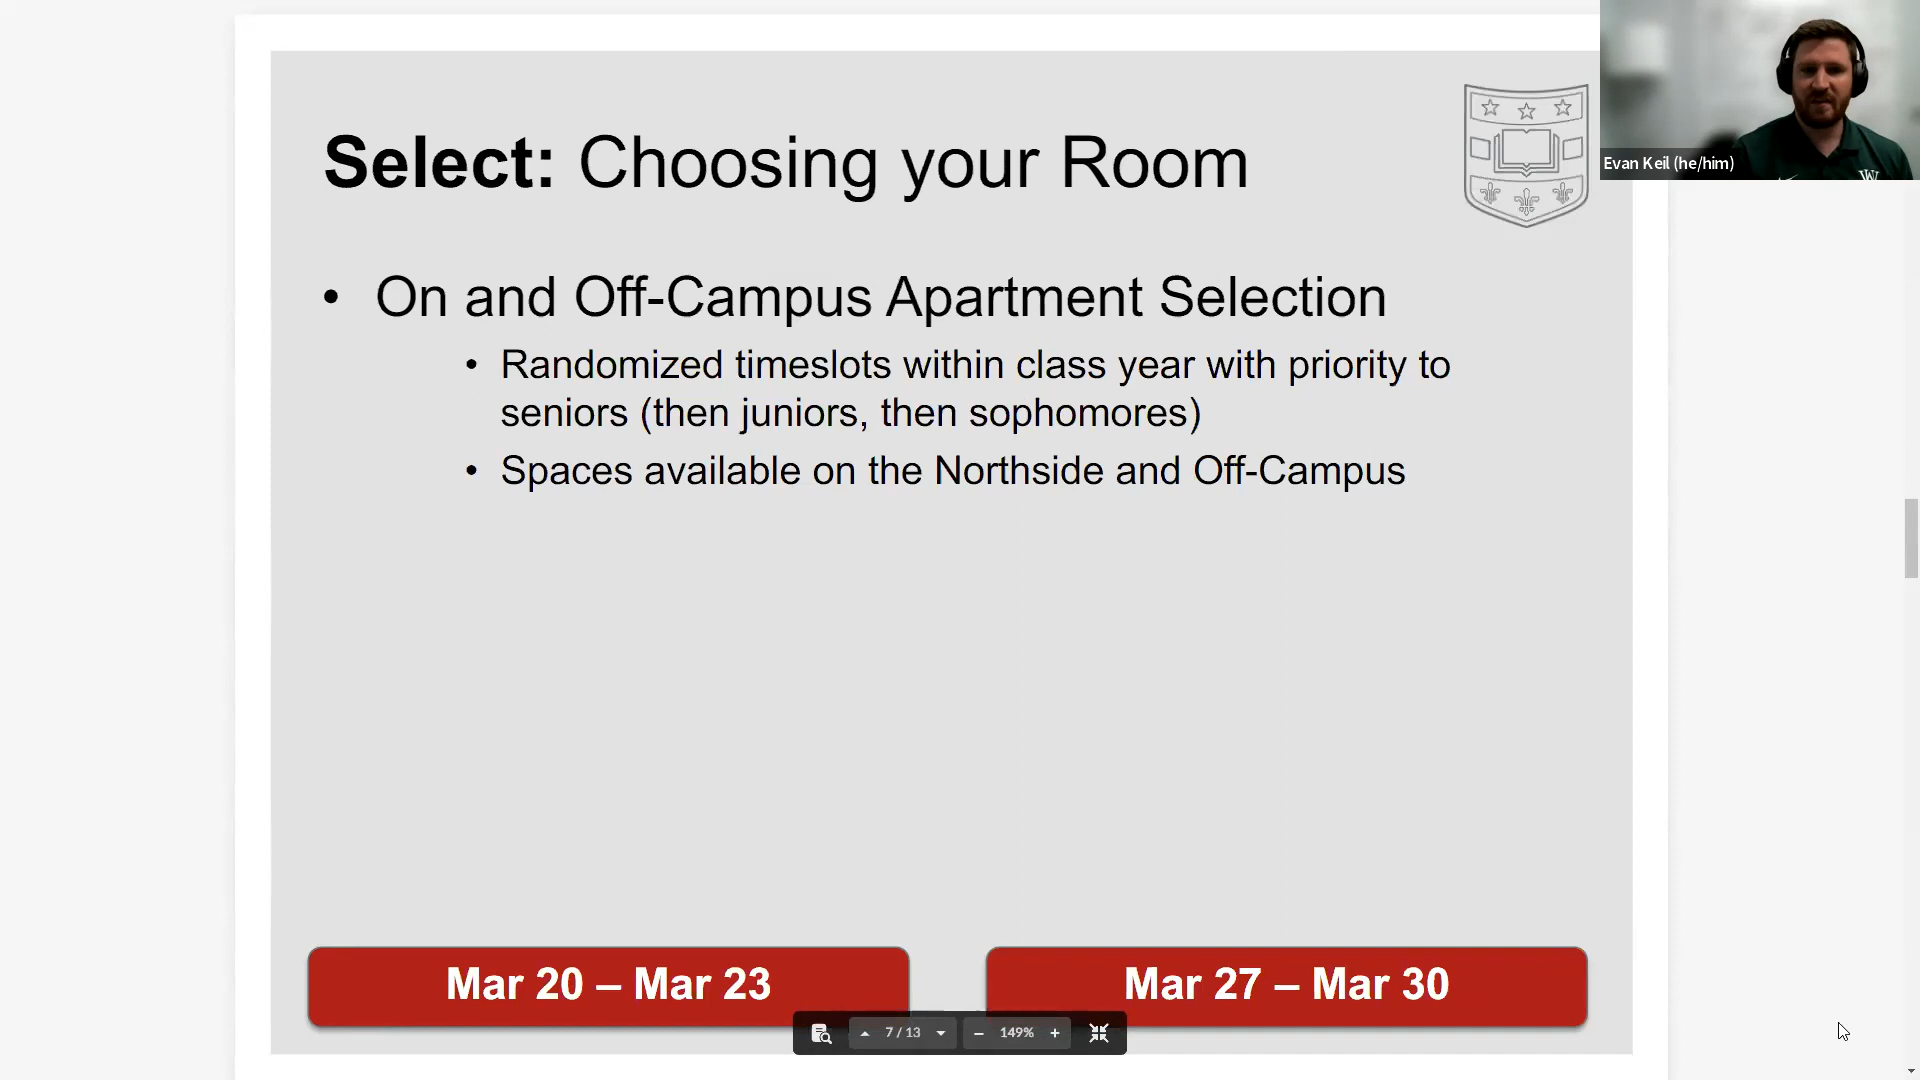 Select: Choosing your Room
Evan Keil (he/him)
• On and Off-Campus Apartment Selection
• Randomized timeslots within class year with priority to
seniors (then juniors, then sophomores)
• Spaces available on the Northside and Off-Campus
Mar 20 – Mar 23
Mar 27 – Mar 30
7 / 13
149%